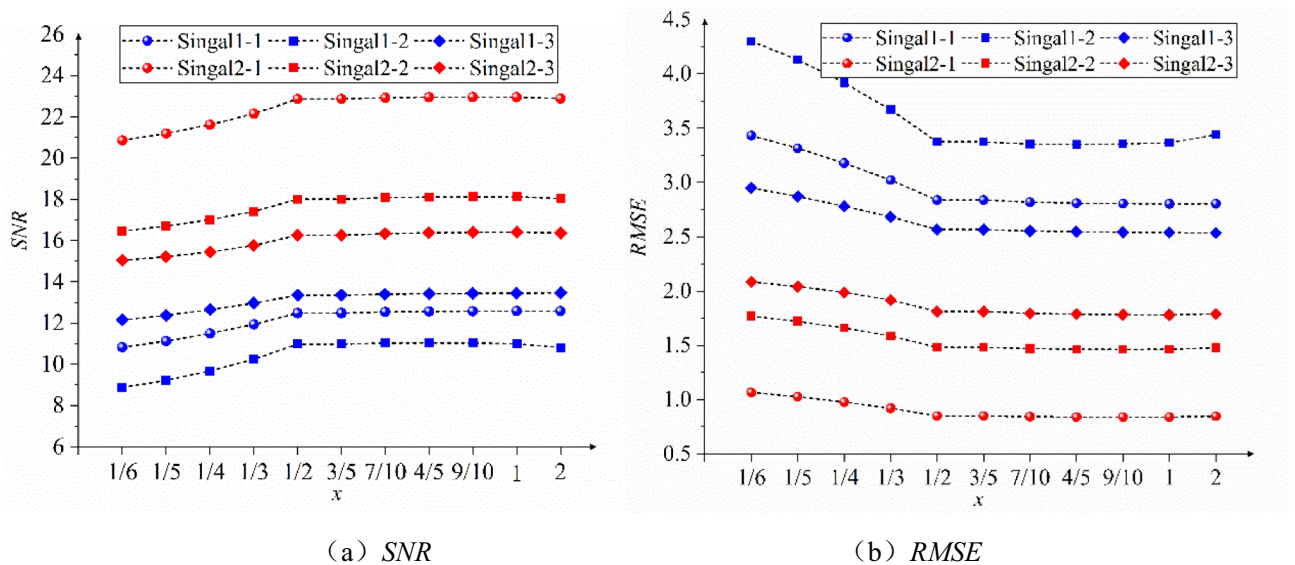 26
24
22
20
18
16
14
12
10
8
6
SNR
Singal1-1 Singal1-2 Singal1-3
Singal2-1 Singal2-2 Singal2-3
1/6 1/5 1/4 1/3 1/2 3/5 7/10 4/5 9/10 1 2
x
(a) SNR
4.5
4.0
3.5
3.0
2.5
2.0
1.5
1.0
0.5
RMSE
Singal1-1 Singal1-2 Singal1-3
Singal2-1 Singal2-2 Singal2-3
1/6 1/5 1/4 1/3 1/2 3/5 7/10 4/5 9/10 1 2
x
(b) RMSE